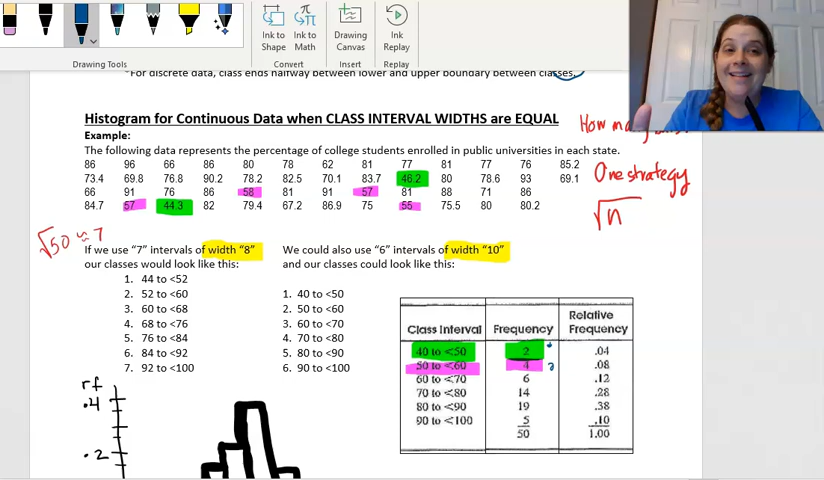 Ink to Shape
Ink to Math
Drawing Canvas
Ink Replay
Drawing Tools
Convert
Insert
Replay
*For discrete data, class ends halfway between lower and upper boundary between classes.
Histogram for Continuous Data when CLASS INTERVAL WIDTHS are EQUAL
Example:
The following data represents the percentage of college students enrolled in public universities in each state.
86 96 66 86 80 78 62 81 77 81 77 76 85.2
73.4 69.8 76.8 90.2 78.2 82.5 70.1 83.7 46.2 80 78.6 93 69.1
66 91 76 86 58 81 91 57 81 88 71 86
84.7 57 44.3 82 79.4 67.2 86.9 75 55 75.5 80 80.2
How many
One strategy
√n
√50 ≈ 7
If we use "7" intervals of width "8"
our classes would look like this:
1. 44 to <52
2. 52 to <60
3. 60 to <68
4. 68 to <76
5. 76 to <84
6. 84 to <92
7. 92 to <100
We could also use "6" intervals of width "10"
and our classes could look like this:
1. 40 to <50
2. 50 to <60
3. 60 to <70
4. 70 to <80
5. 80 to <90
6. 90 to <100
Class Interval Frequency Relative Frequency
40 to <50 2 .04
50 to <60 4 .08
60 to <70 6 .12
70 to <80 14 .28
80 to <90 19 .38
90 to <100 5 .10
50 1.00
rf
.4
.2